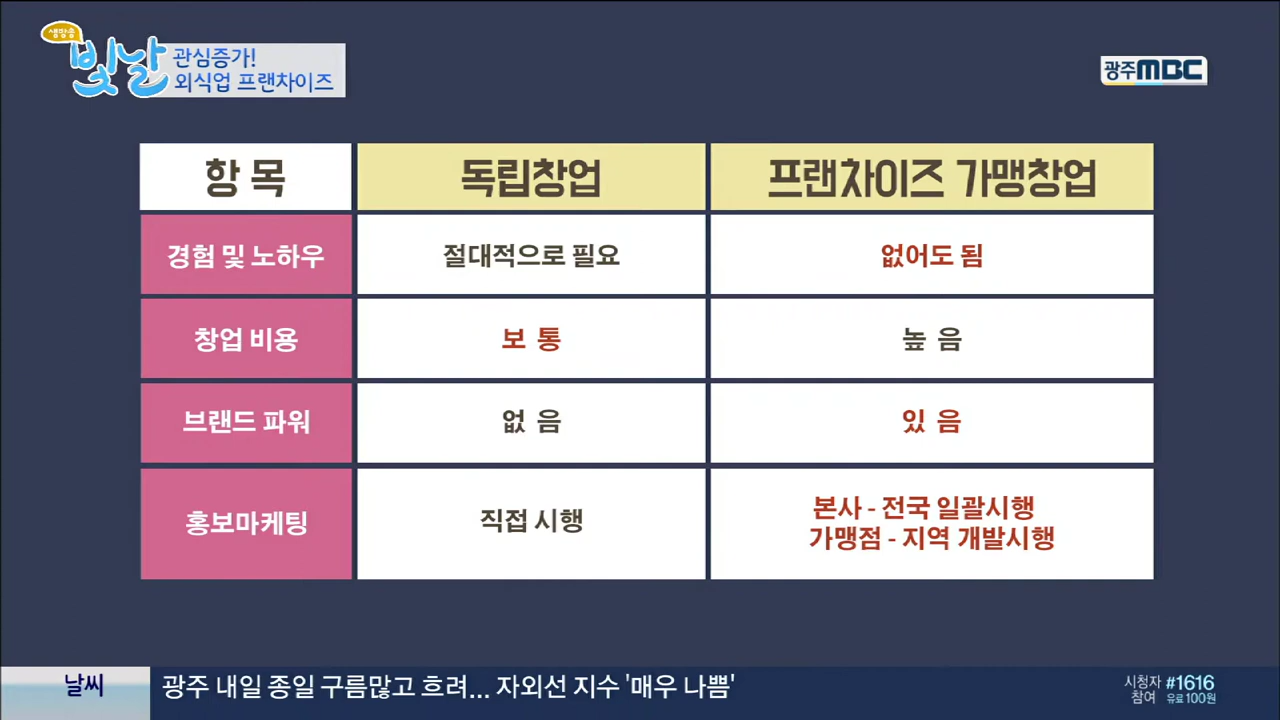 생방송
빛날
관심증가!
외식업 프랜차이즈
광주MBC
항 목 독립창업 프랜차이즈 가맹창업
경험 및 노하우 절대적으로 필요 없어도 됨
창업 비용 보 통 높 음
브랜드 파워 없 음 있 음
홍보마케팅 직접 시행 본사 - 전국 일괄시행
가맹점 - 지역 개발시행
날씨 광주 내일 종일 구름많고 흐려... 자외선 지수 '매우 나쁨'
시청자 참여 #1616
유료 100원